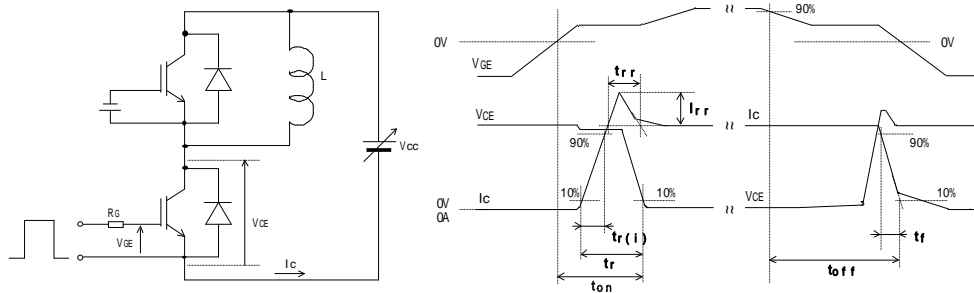 L
Vcc
RG
VGE
VCE
Ic
0V
VGE
trr
Irr
VCE
90%
10%
10%
0V
0A
Ic
tr(i)
tr
ton
90%
0V
Ic
90%
VCE
10%
tf
toff